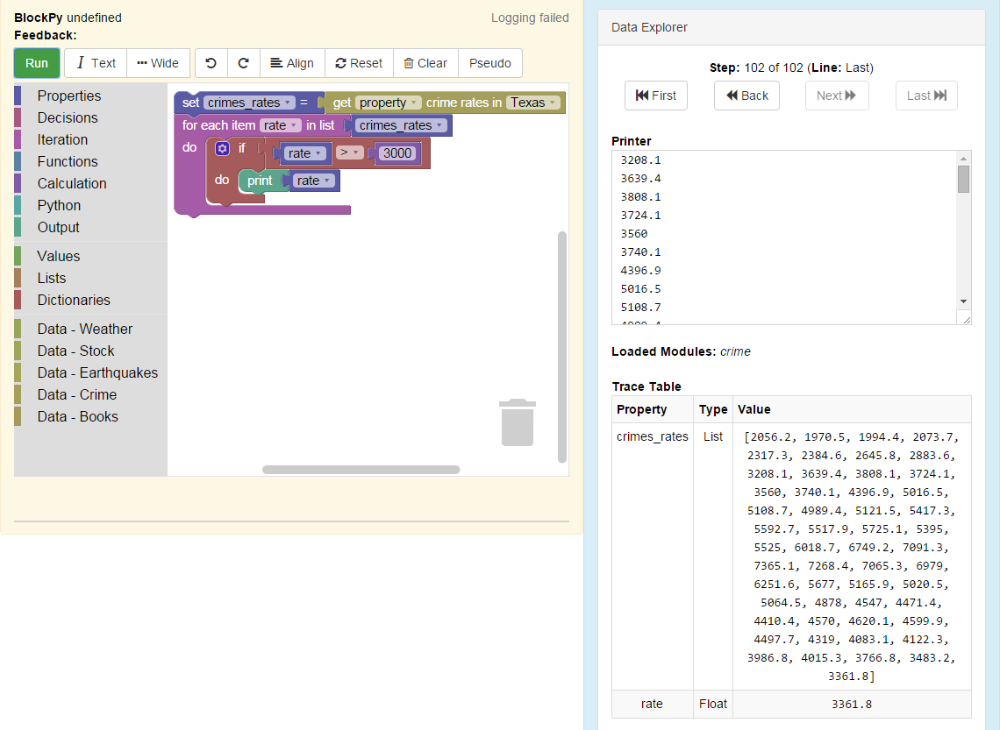 BlockPy undefined
Logging failed
Feedback:
Run
Text
Wide
Align
Reset
Clear
Pseudo
Properties
Decisions
Iteration
Functions
Calculation
Python
Output
Values
Lists
Dictionaries
Data - Weather
Data - Stock
Data - Earthquakes
Data - Crime
Data - Books
set crimes_rates = get property crime rates in Texas
for each item rate in list crimes_rates
do if rate > 3000
do print rate
Data Explorer
Step: 102 of 102 (Line: Last)
First
Back
Next
Last
Printer
3208.1
3639.4
3808.1
3724.1
3560
3740.1
4396.9
5016.5
5108.7
Loaded Modules: crime
Trace Table
Property Type Value
crimes_rates List [2056.2, 1970.5, 1994.4, 2073.7,
2317.3, 2384.6, 2645.8, 2883.6,
3208.1, 3639.4, 3808.1, 3724.1,
3560, 3740.1, 4396.9, 5016.5,
5108.7, 4989.4, 5121.5, 5417.3,
5592.7, 5517.9, 5725.1, 5395,
5525, 6018.7, 6749.2, 7091.3,
7365.1, 7268.4, 7065.3, 6979,
6251.6, 5677, 5165.9, 5020.5,
5064.5, 4878, 4547, 4471.4,
4410.4, 4570, 4620.1, 4599.9,
4497.7, 4319, 4083.1, 4122.3,
3986.8, 4015.3, 3766.8, 3483.2,
3361.8]
rate Float 3361.8